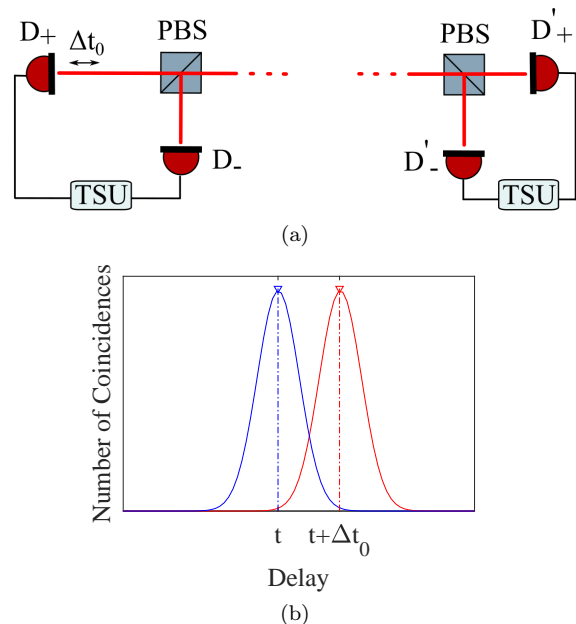 D+ Δt₀ PBS PBS D'+
D- D'-
TSU TSU
(a)
Number of Coincidences
t t+Δt₀
Delay
(b)